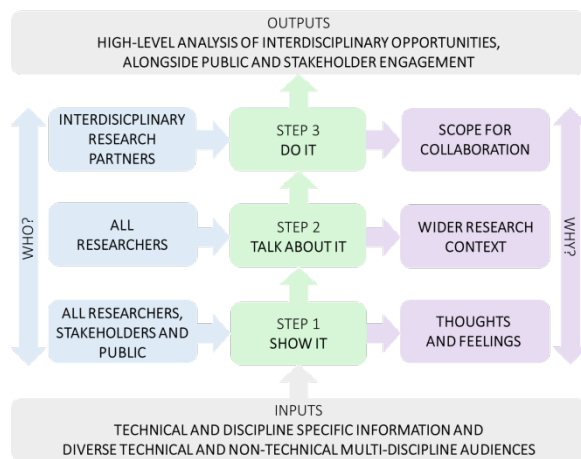 OUTPUTS
HIGH-LEVEL ANALYSIS OF INTERDISCIPLINARY OPPORTUNITIES,
ALONGSIDE PUBLIC AND STAKEHOLDER ENGAGEMENT
WHO?
INTERDISICPLINARY
RESEARCH
PARTNERS
STEP 3
DO IT
SCOPE FOR
COLLABORATION
WHY?
ALL
RESEARCHERS
STEP 2
TALK ABOUT IT
WIDER RESEARCH
CONTEXT
ALL RESEARCHERS,
STAKEHOLDERS AND
PUBLIC
STEP 1
SHOW IT
THOUGHTS
AND FEELINGS
INPUTS
TECHNICAL AND DISCIPLINE SPECIFIC INFORMATION AND
DIVERSE TECHNICAL AND NON-TECHNICAL MULTI-DISCIPLINE AUDIENCES